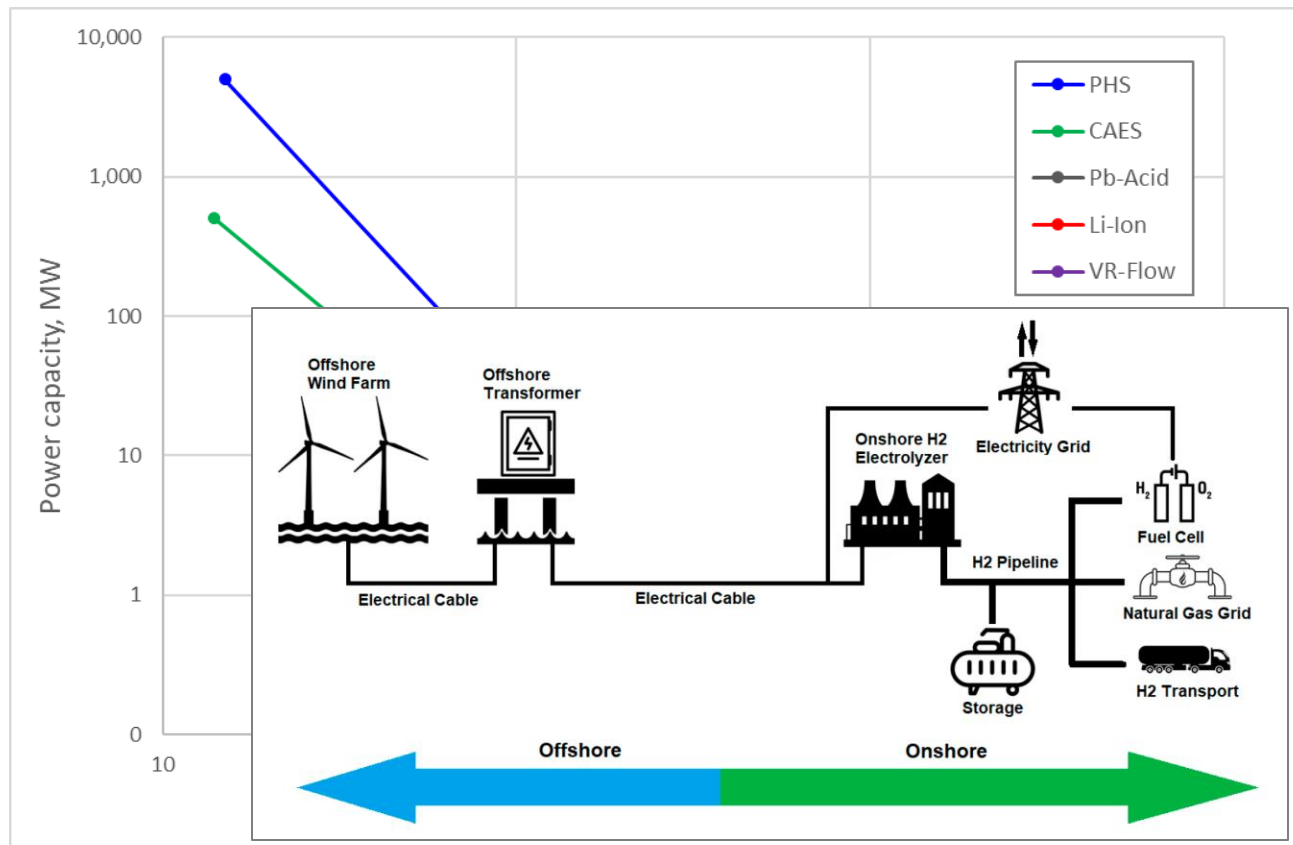 10,000
1,000
100
10
1
0
10
Power capacity, MW
PHS
CAES
Pb-Acid
Li-Ion
VR-Flow
Offshore
Wind Farm
Offshore
Transformer
Electrical Cable
Electrical Cable
Onshore H2
Electrolyzer
Electricity Grid
H2 Pipeline
Storage
H₂ O₂
Fuel Cell
Natural Gas Grid
H2 Transport
Offshore
Onshore